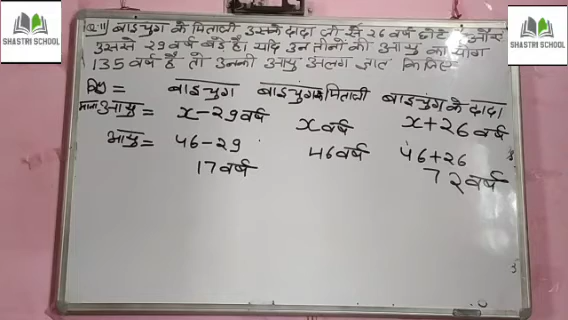 Q.11 बाइचुंग के पिताजी उसके दादा जी से 26 वर्ष छोटे है और
उससे 29 वर्ष बडे है। यदि उन तीनों की आयु का योग
135 वर्ष है तो उनकी आयु अलग ज्ञात किजिए
बाइचुंग बाइचुंग के पिताजी बाइचुंग के दादा
माना आयु = x-29 वर्ष x वर्ष x+26 वर्ष
आयु = 46-29 46 वर्ष 46+26
17 वर्ष 72 वर्ष
SHASTRI SCHOOL
SHASTRI SCHOOL